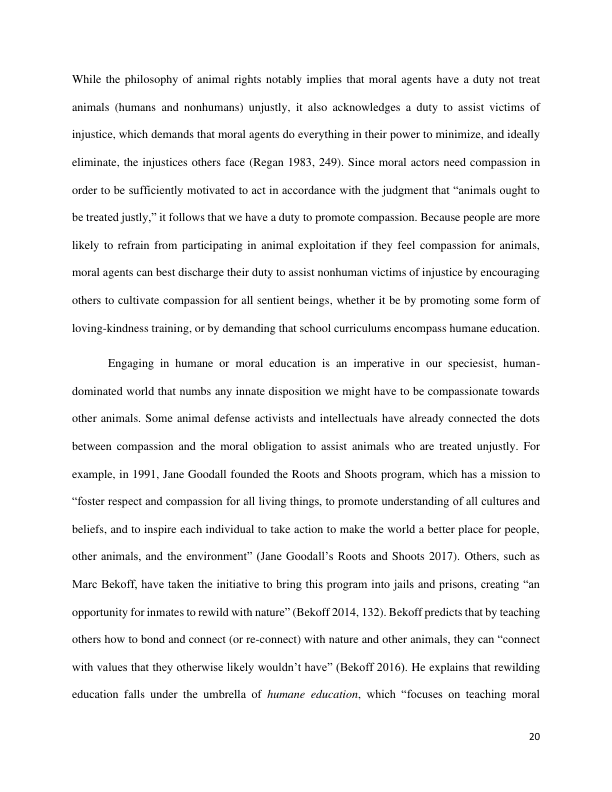 While the philosophy of animal rights notably implies that moral agents have a duty not treat
animals (humans and nonhumans) unjustly, it also acknowledges a duty to assist victims of
injustice, which demands that moral agents do everything in their power to minimize, and ideally
eliminate, the injustices others face (Regan 1983, 249). Since moral actors need compassion in
order to be sufficiently motivated to act in accordance with the judgment that “animals ought to
be treated justly,” it follows that we have a duty to promote compassion. Because people are more
likely to refrain from participating in animal exploitation if they feel compassion for animals,
moral agents can best discharge their duty to assist nonhuman victims of injustice by encouraging
others to cultivate compassion for all sentient beings, whether it be by promoting some form of
loving-kindness training, or by demanding that school curriculums encompass humane education.
Engaging in humane or moral education is an imperative in our speciesist, human-
dominated world that numbs any innate disposition we might have to be compassionate towards
other animals. Some animal defense activists and intellectuals have already connected the dots
between compassion and the moral obligation to assist animals who are treated unjustly. For
example, in 1991, Jane Goodall founded the Roots and Shoots program, which has a mission to
“foster respect and compassion for all living things, to promote understanding of all cultures and
beliefs, and to inspire each individual to take action to make the world a better place for people,
other animals, and the environment” (Jane Goodall’s Roots and Shoots 2017). Others, such as
Marc Bekoff, have taken the initiative to bring this program into jails and prisons, creating “an
opportunity for inmates to rewild with nature” (Bekoff 2014, 132). Bekoff predicts that by teaching
others how to bond and connect (or re-connect) with nature and other animals, they can “connect
with values that they otherwise likely wouldn’t have” (Bekoff 2016). He explains that rewilding
education falls under the umbrella of humane education, which “focuses on teaching moral
20